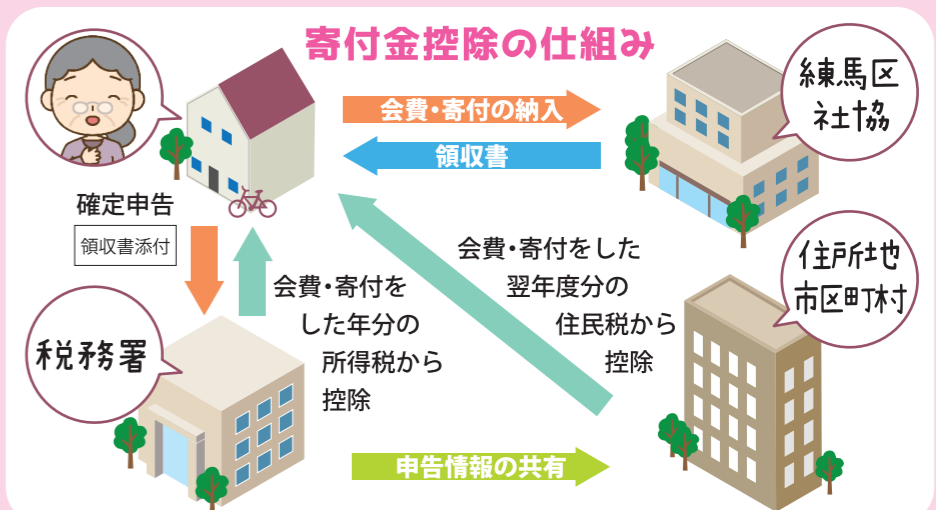 寄付金控除の仕組み
練馬区
社協
会費・寄付の納入
領収書
確定申告
領収書添付
会費・寄付を
した年分の
所得税から
控除
会費・寄付をした
翌年度分の
住民税から
控除
住所地
市区町村
税務署
申告情報の共有